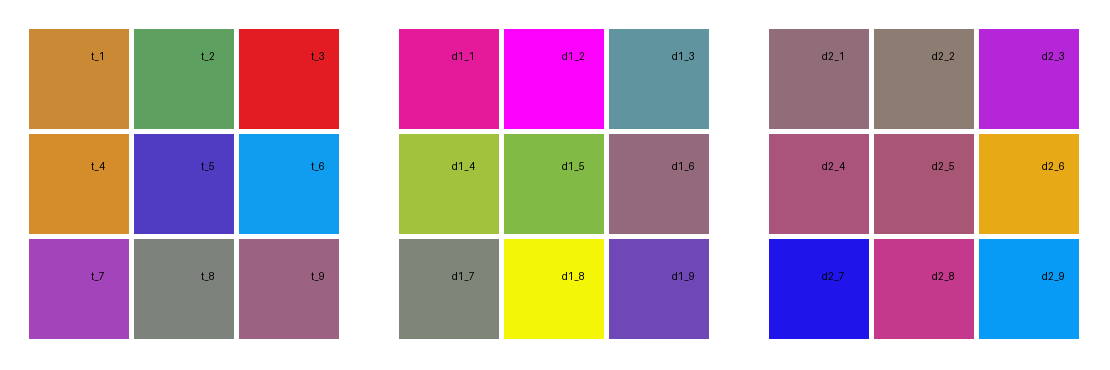 t_1 t_2 t_3 d1_1 d1_2 d1_3 d2_1 d2_2 d2_3
t_4 t_5 t_6 d1_4 d1_5 d1_6 d2_4 d2_5 d2_6
t_7 t_8 t_9 d1_7 d1_8 d1_9 d2_7 d2_8 d2_9